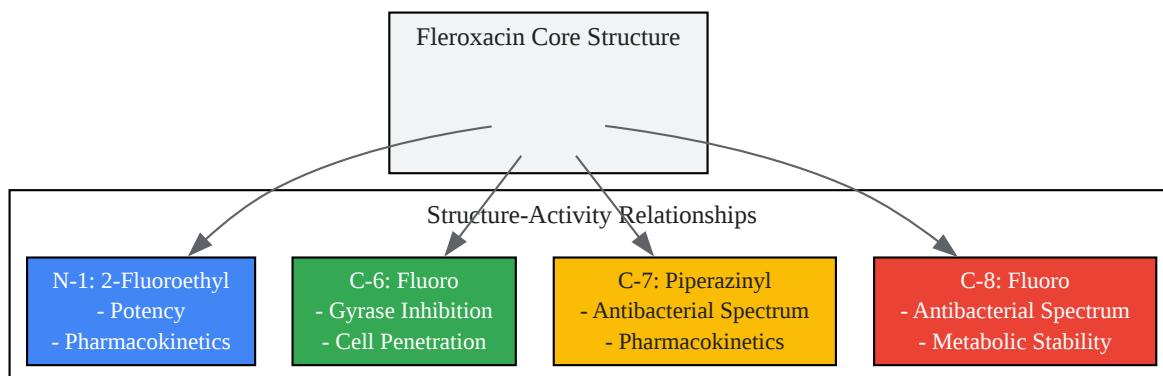 Fleroxacin Core Structure
Structure-Activity Relationships
N-1: 2-Fluoroethyl
- Potency
- Pharmacokinetics
C-6: Fluoro
- Gyrase Inhibition
- Cell Penetration
C-7: Piperazinyl
- Antibacterial Spectrum
- Pharmacokinetics
C-8: Fluoro
- Antibacterial Spectrum
- Metabolic Stability